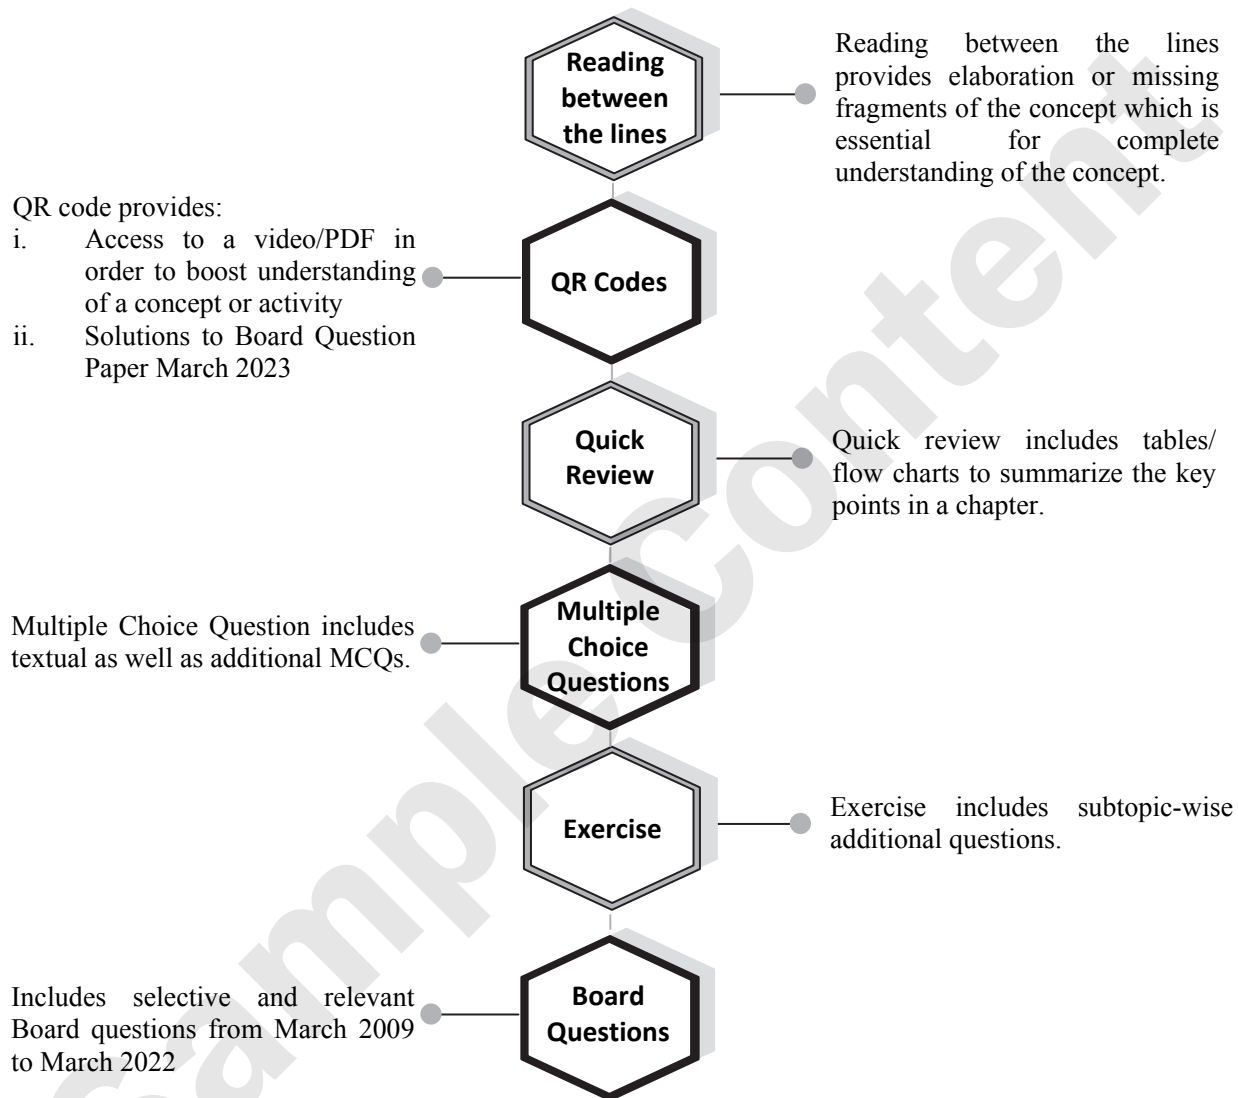 Reading
between
the lines
Reading between the lines
provides elaboration or missing
fragments of the concept which is
essential for complete
understanding of the concept.
QR code provides:
i. Access to a video/PDF in
order to boost understanding
of a concept or activity
ii. Solutions to Board Question
Paper March 2023
QR Codes
Quick
Review
Quick review includes tables/
flow charts to summarize the key
points in a chapter.
Multiple Choice Question includes
textual as well as additional MCQs.
Multiple
Choice
Questions
Exercise
Exercise includes subtopic-wise
additional questions.
Includes selective and relevant
Board questions from March 2009
to March 2022
Board
Questions
Sample Content